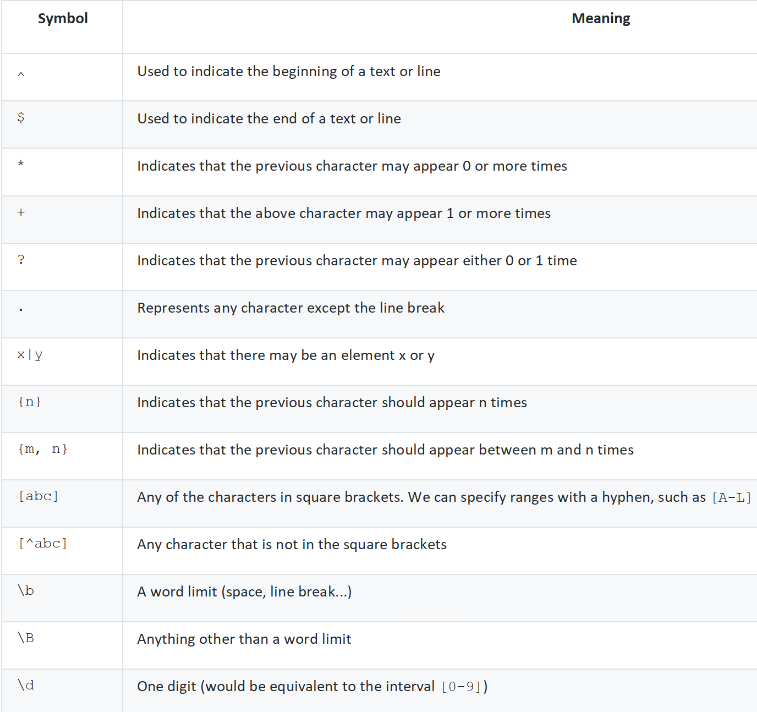 Symbol Meaning
^ Used to indicate the beginning of a text or line
$ Used to indicate the end of a text or line
* Indicates that the previous character may appear 0 or more times
+ Indicates that the above character may appear 1 or more times
? Indicates that the previous character may appear either 0 or 1 time
. Represents any character except the line break
x|y Indicates that there may be an element x or y
{n} Indicates that the previous character should appear n times
{m, n} Indicates that the previous character should appear between m and n times
[abc] Any of the characters in square brackets. We can specify ranges with a hyphen, such as [A-L]
[^abc] Any character that is not in the square brackets
\b A word limit (space, line break...)
\B Anything other than a word limit
\d One digit (would be equivalent to the interval [0-9])